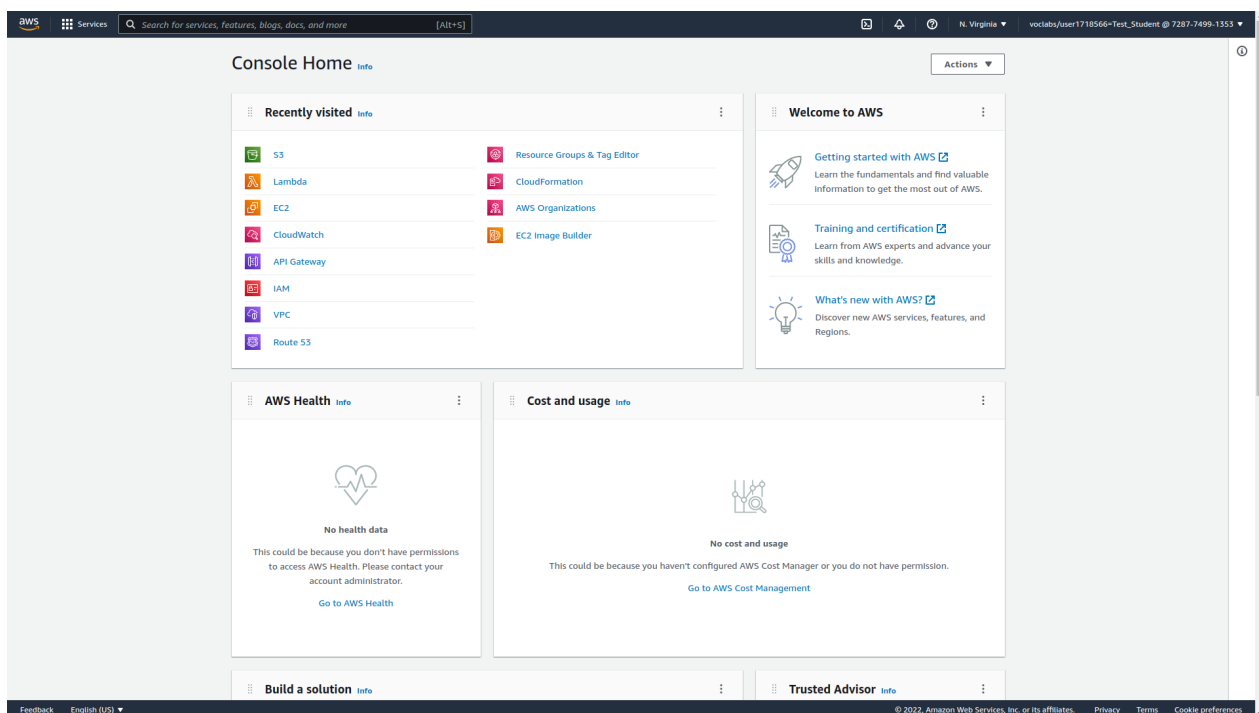 aws
Services
Search for services, features, blogs, docs, and more
[Alt+S]
N. Virginia ▼
voclabs/user1718566=Test_Student @ 7287-7499-1353 ▼
Console Home Info
Actions ▼
Recently visited Info
S3
Lambda
EC2
CloudWatch
API Gateway
IAM
VPC
Route 53
Resource Groups & Tag Editor
CloudFormation
AWS Organizations
EC2 Image Builder
Welcome to AWS
Getting started with AWS
Learn the fundamentals and find valuable
information to get the most out of AWS.
Training and certification
Learn from AWS experts and advance your
skills and knowledge.
What's new with AWS?
Discover new AWS services, features, and
Regions.
AWS Health Info
No health data
This could be because you don't have permissions
to access AWS Health. Please contact your
account administrator.
Go to AWS Health
Cost and usage Info
No cost and usage
This could be because you haven't configured AWS Cost Manager or you do not have permission.
Go to AWS Cost Management
Build a solution Info
Trusted Advisor Info
Feedback
English (US) ▼
© 2022, Amazon Web Services, Inc. or its affiliates.
Privacy
Terms
Cookie preferences